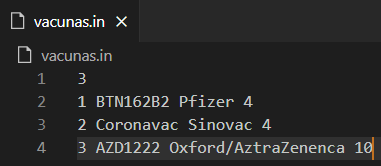 vacunas.in ×
vacunas.in
1 3
2 1 BTN162B2 Pfizer 4
3 2 Coronavac Sinovac 4
4 3 AZD1222 Oxford/AztraZenenca 10